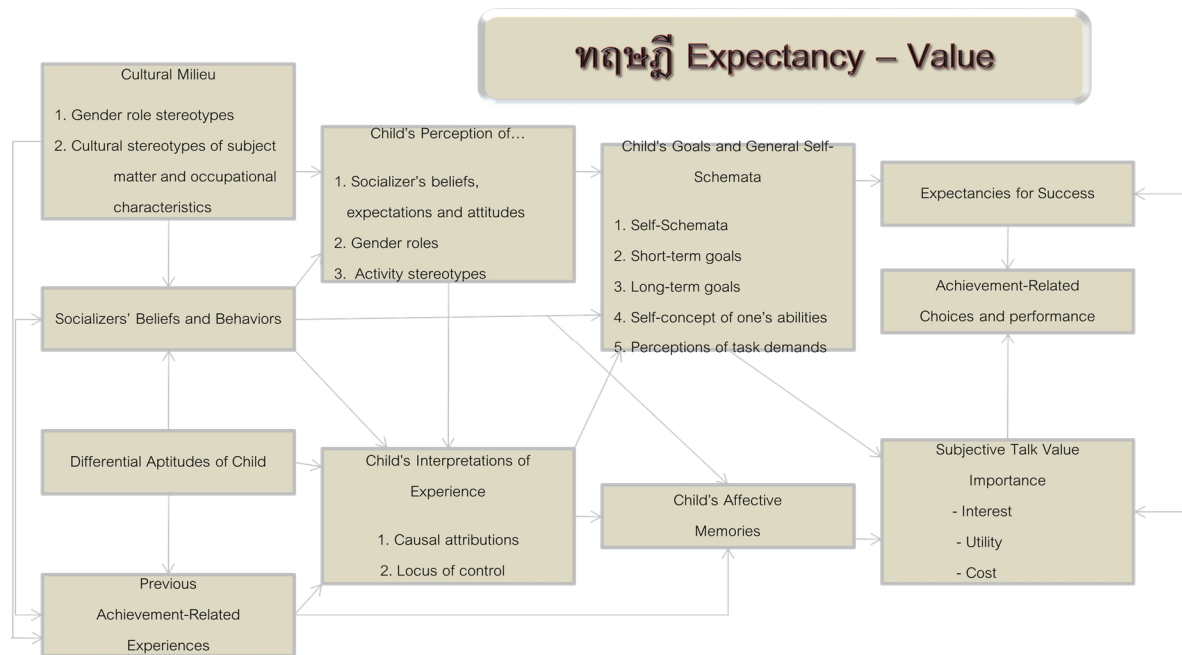 ทฤษฎี Expectancy – Value
Cultural Milieu
1. Gender role stereotypes
2. Cultural stereotypes of subject
matter and occupational
characteristics
Socializers' Beliefs and Behaviors
Differential Aptitudes of Child
Previous
Achievement-Related
Experiences
Child's Perception of…
1. Socializer's beliefs,
expectations and attitudes
2. Gender roles
3. Activity stereotypes
Child's Interpretations of
Experience
1. Causal attributions
2. Locus of control
Child's Goals and General Self-
Schemata
1. Self-Schemata
2. Short-term goals
3. Long-term goals
4. Self-concept of one's abilities
5. Perceptions of task demands
Child's Affective
Memories
Expectancies for Success
Achievement-Related
Choices and performance
Subjective Talk Value
Importance
- Interest
- Utility
- Cost